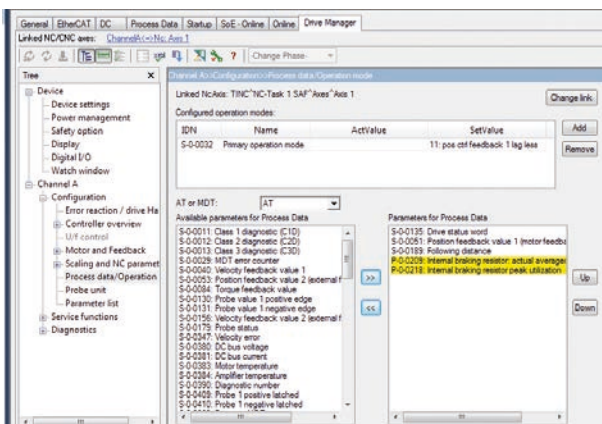 General EtherCAT DC Process Data Startup SoE - Online Online Drive Manager
Linked NC/CNC axes: ChannelA<->Nc: Axis 1
Change Phase-
Tree X
Channel A>>Configuration>>Process data/Operation mode
Device
Device settings
Power management
Safety option
Display
Digital I/O
Watch window
Channel A
Configuration
Error reaction / drive Ha
Controller overview
U/f control
Motor and Feedback
Scaling and NC paramet
Process data/Operation
Probe unit
Parameter list
Service functions
Diagnostics
Linked NcAxis: TINC^NC-Task 1 SAF^Axes^Axis 1
Change link
Configured operation modes:
IDN Name ActValue SetValue
S-0-0032 Primary operation mode 11: pos ctrl feedback 1 lag less
Add
Remove
AT or MDT: AT
Available parameters for Process Data
S-0-0011: Class 1 diagnostic (C1D)
S-0-0012: Class 2 diagnostic (C2D)
S-0-0013: Class 3 diagnostic (C3D)
S-0-0029: MDT error counter
S-0-0040: Velocity feedback value 1
S-0-0053: Position feedback value 2 (external f
S-0-0084: Torque feedback value
S-0-0130: Probe value 1 positive edge
S-0-0131: Probe value 1 negative edge
S-0-0156: Velocity feedback value 2 (external f
S-0-0179: Probe status
S-0-0347: Velocity error
S-0-0380: DC bus voltage
S-0-0381: DC bus current
S-0-0383: Motor temperature
S-0-0384: Amplifier temperature
S-0-0390: Diagnostic number
S-0-0409: Probe 1 positive latched
S-0-0410: Probe 1 negative latched
>>
<<
Parameters for Process Data
S-0-0135: Drive status word
S-0-0051: Position feedback value 1 (motor feedba
S-0-0189: Following distance
P-0-0209: Internal braking resistor: actual average
P-0-0218: Internal braking resistor peak utilization
Up
Down